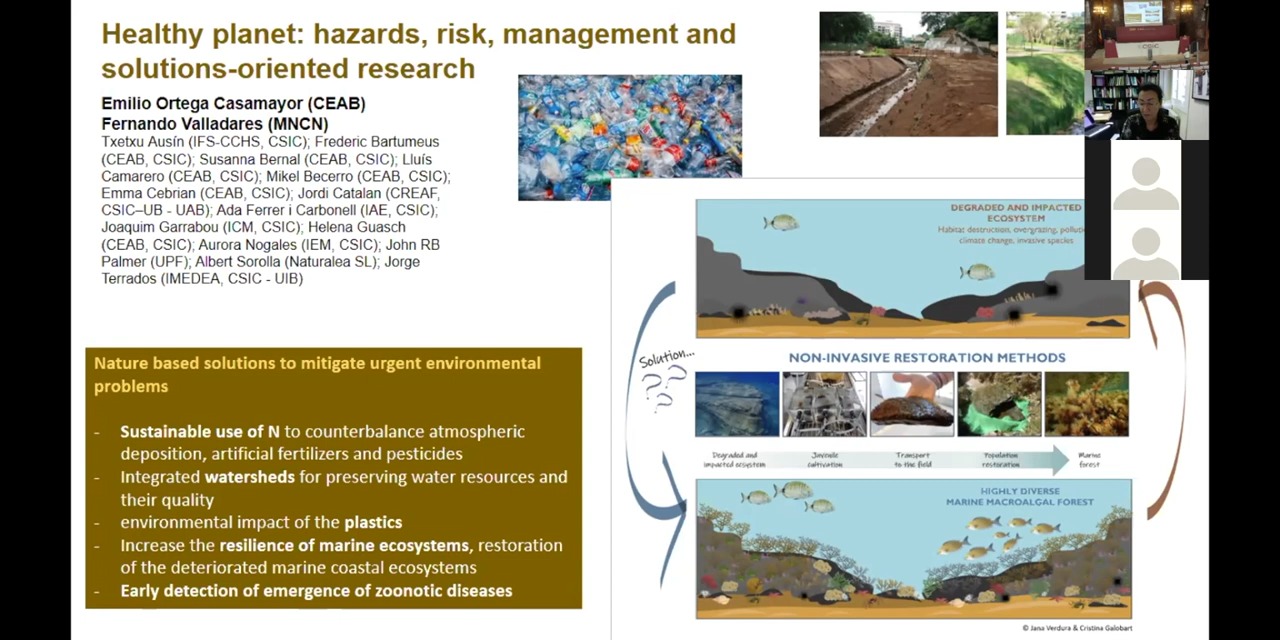 Healthy planet: hazards, risk, management and
solutions-oriented research
Emilio Ortega Casamayor (CEAB)
Fernando Valladares (MNCN)
Txetxu Ausín (IFS-CCHS, CSIC); Frederic Bartumeus
(CEAB, CSIC); Susanna Bernal (CEAB, CSIC); Lluís
Camarero (CEAB, CSIC); Mikel Becerro (CEAB, CSIC);
Emma Cebrian (CEAB, CSIC); Jordi Catalan (CREAF,
CSIC–UB - UAB); Ada Ferrer i Carbonell (IAE, CSIC);
Joaquim Garrabou (ICM, CSIC); Helena Guasch
(CEAB, CSIC); Aurora Nogales (IEM, CSIC); John RB
Palmer (UPF); Albert Sorolla (Naturalea SL); Jorge
Terrados (IMEDEA, CSIC - UIB)
Nature based solutions to mitigate urgent environmental
problems
- Sustainable use of N to counterbalance atmospheric
deposition, artificial fertilizers and pesticides
- Integrated watersheds for preserving water resources and
their quality
- environmental impact of the plastics
- Increase the resilience of marine ecosystems, restoration
of the deteriorated marine coastal ecosystems
- Early detection of emergence of zoonotic diseases
CSIC
DEGRADED AND IMPACTED
ECOSYSTEM
Habitat destruction, overgrazing,
climate change, invasive species
Solution...
???
NON-INVASIVE RESTORATION METHODS
Degraded and
impacted ecosystem
Juvenile
cultivation
Transport
to the field
Population
restoration
Marine
forest
HIGHLY DIVERSE
MARINE MACROALGAL FOREST
© Jana Verdura & Cristina Galobart